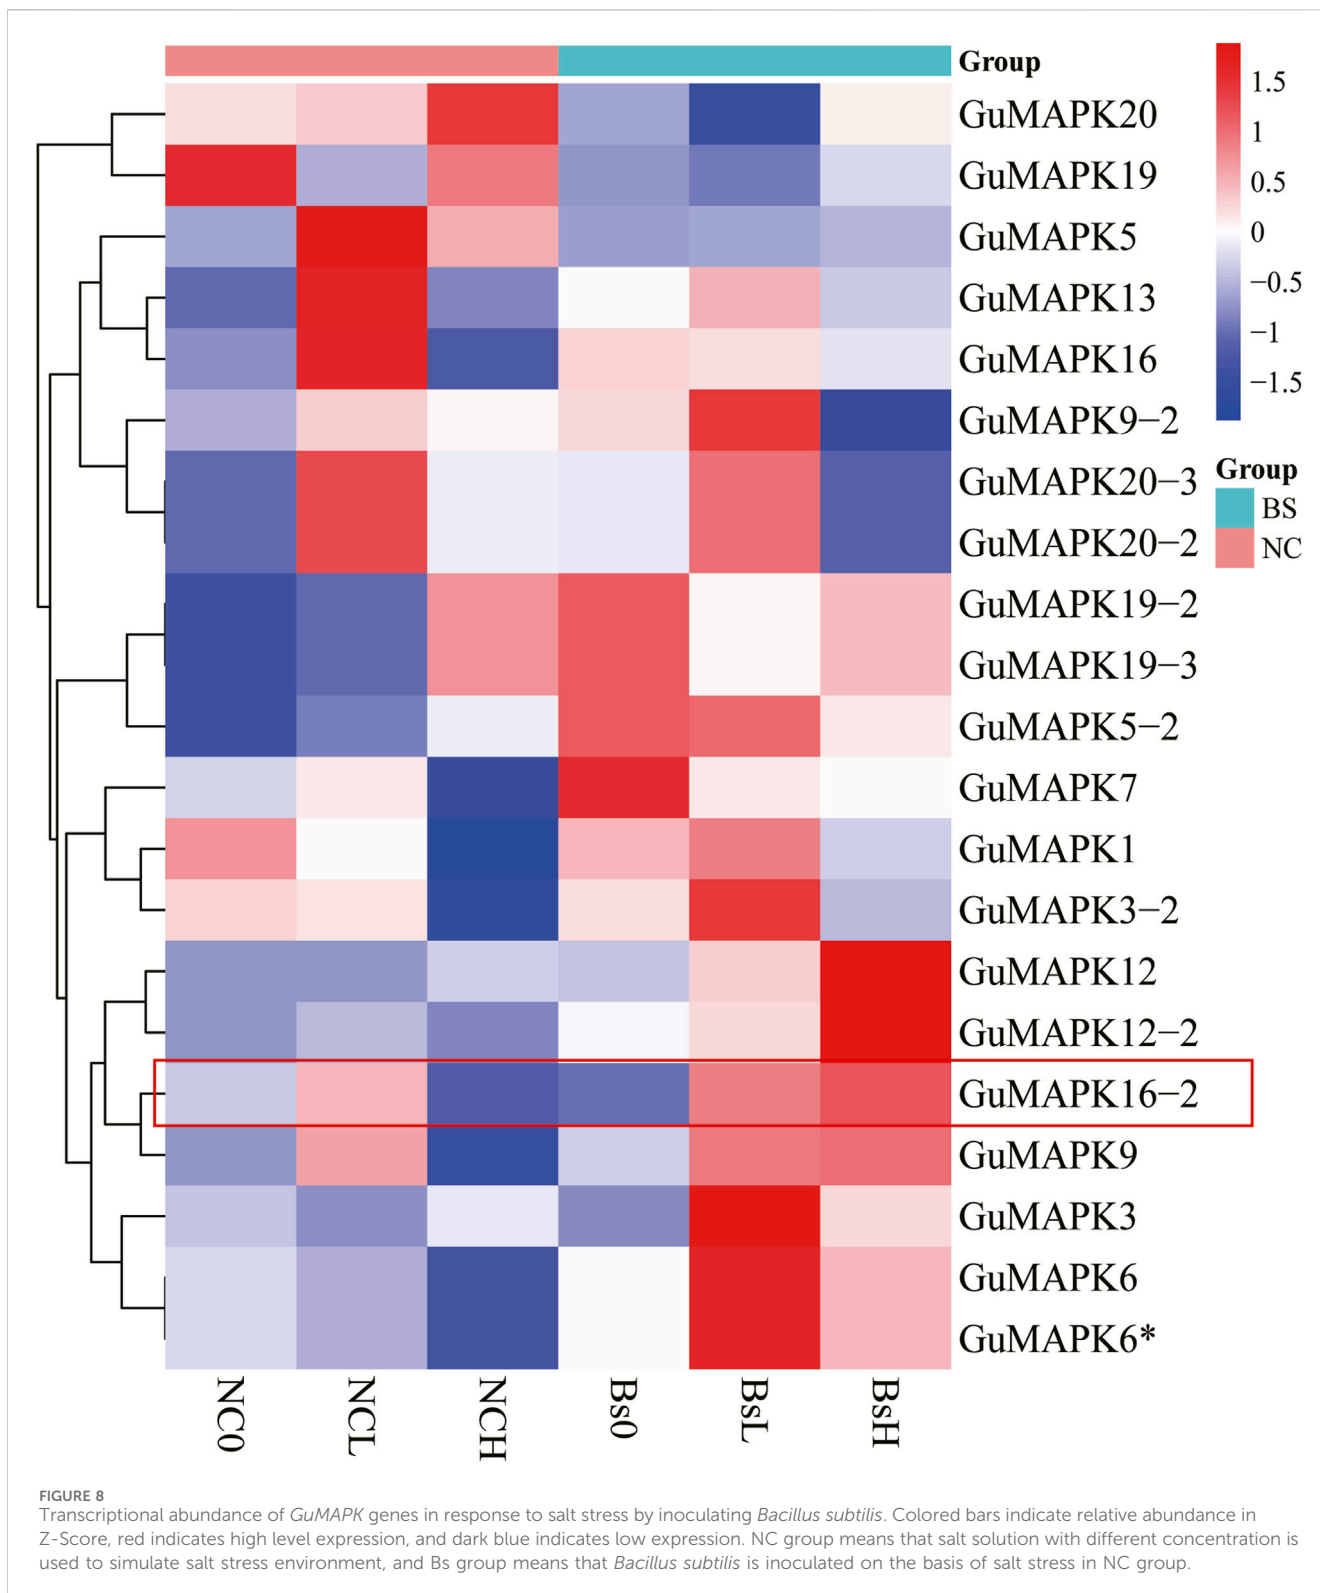 Group
GuMAPK20
GuMAPK19
GuMAPK5
GuMAPK13
GuMAPK16
GuMAPK9−2
GuMAPK20−3
GuMAPK20−2
GuMAPK19−2
GuMAPK19−3
GuMAPK5−2
GuMAPK7
GuMAPK1
GuMAPK3−2
GuMAPK12
GuMAPK12−2
GuMAPK16−2
GuMAPK9
GuMAPK3
GuMAPK6
GuMAPK6*
1.5
1
0.5
0
−0.5
−1
−1.5
Group
BS
NC
NC0
NCL
NCH
Bs0
BsL
BsH
FIGURE 8
Transcriptional abundance of GuMAPK genes in response to salt stress by inoculating Bacillus subtilis. Colored bars indicate relative abundance in
Z-Score, red indicates high level expression, and dark blue indicates low expression. NC group means that salt solution with different concentration is
used to simulate salt stress environment, and Bs group means that Bacillus subtilis is inoculated on the basis of salt stress in NC group.